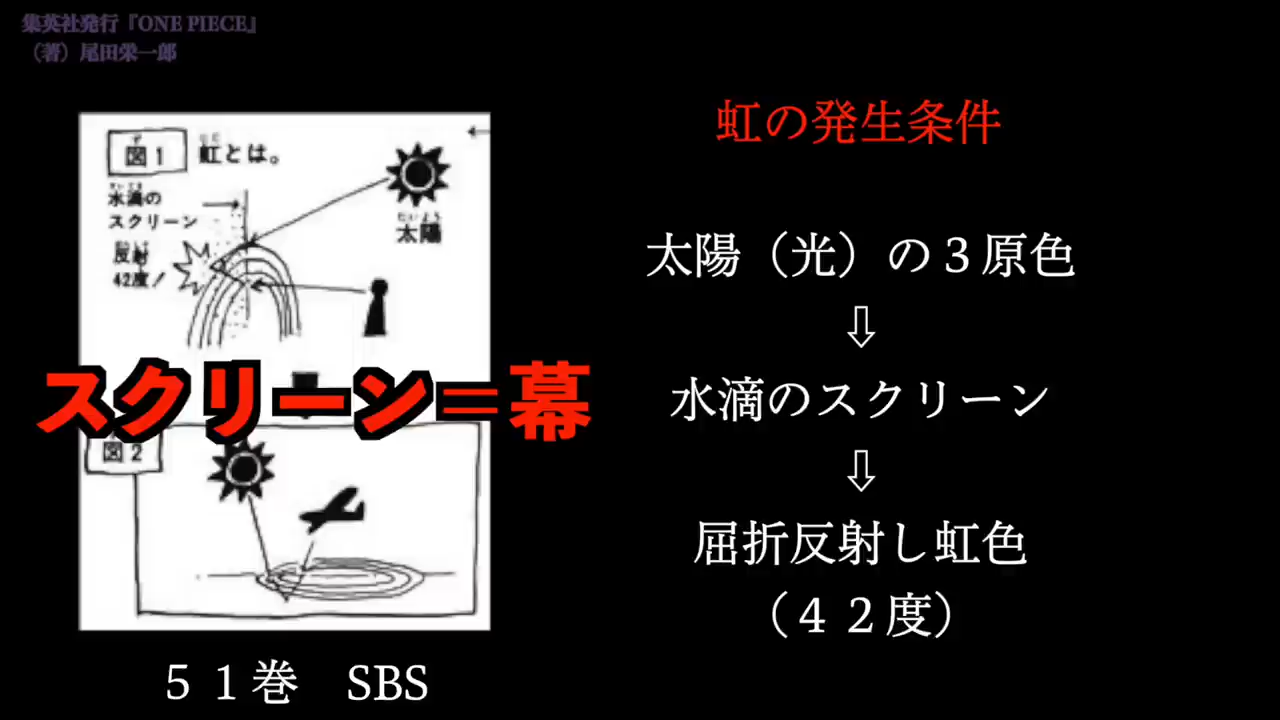 集英社発行『ONE PIECE』
（著）尾田栄一郎
図1
虹とは。
水滴の
スクリーン
反射
42度！
たいよう
太陽
スクリーン＝幕
図2
５１巻　SBS
虹の発生条件
太陽（光）の３原色
⇩
水滴のスクリーン
⇩
屈折反射し虹色
（４２度）